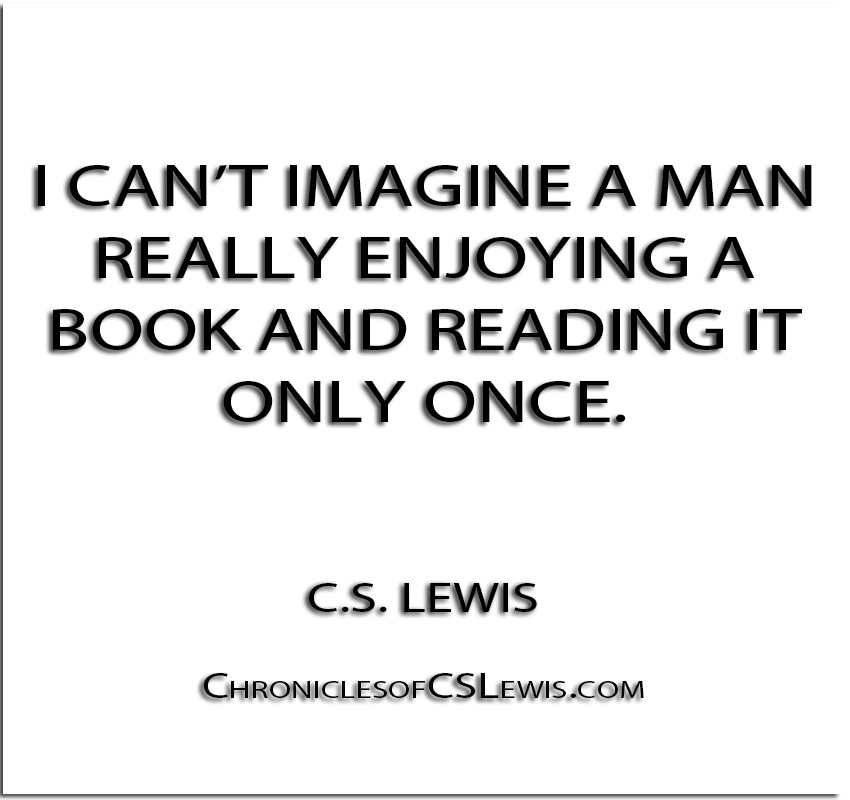 I CAN’T IMAGINE A MAN
REALLY ENJOYING A
BOOK AND READING IT
ONLY ONCE.
C.S. LEWIS
CHRONICLESOFCSLEWIS.COM